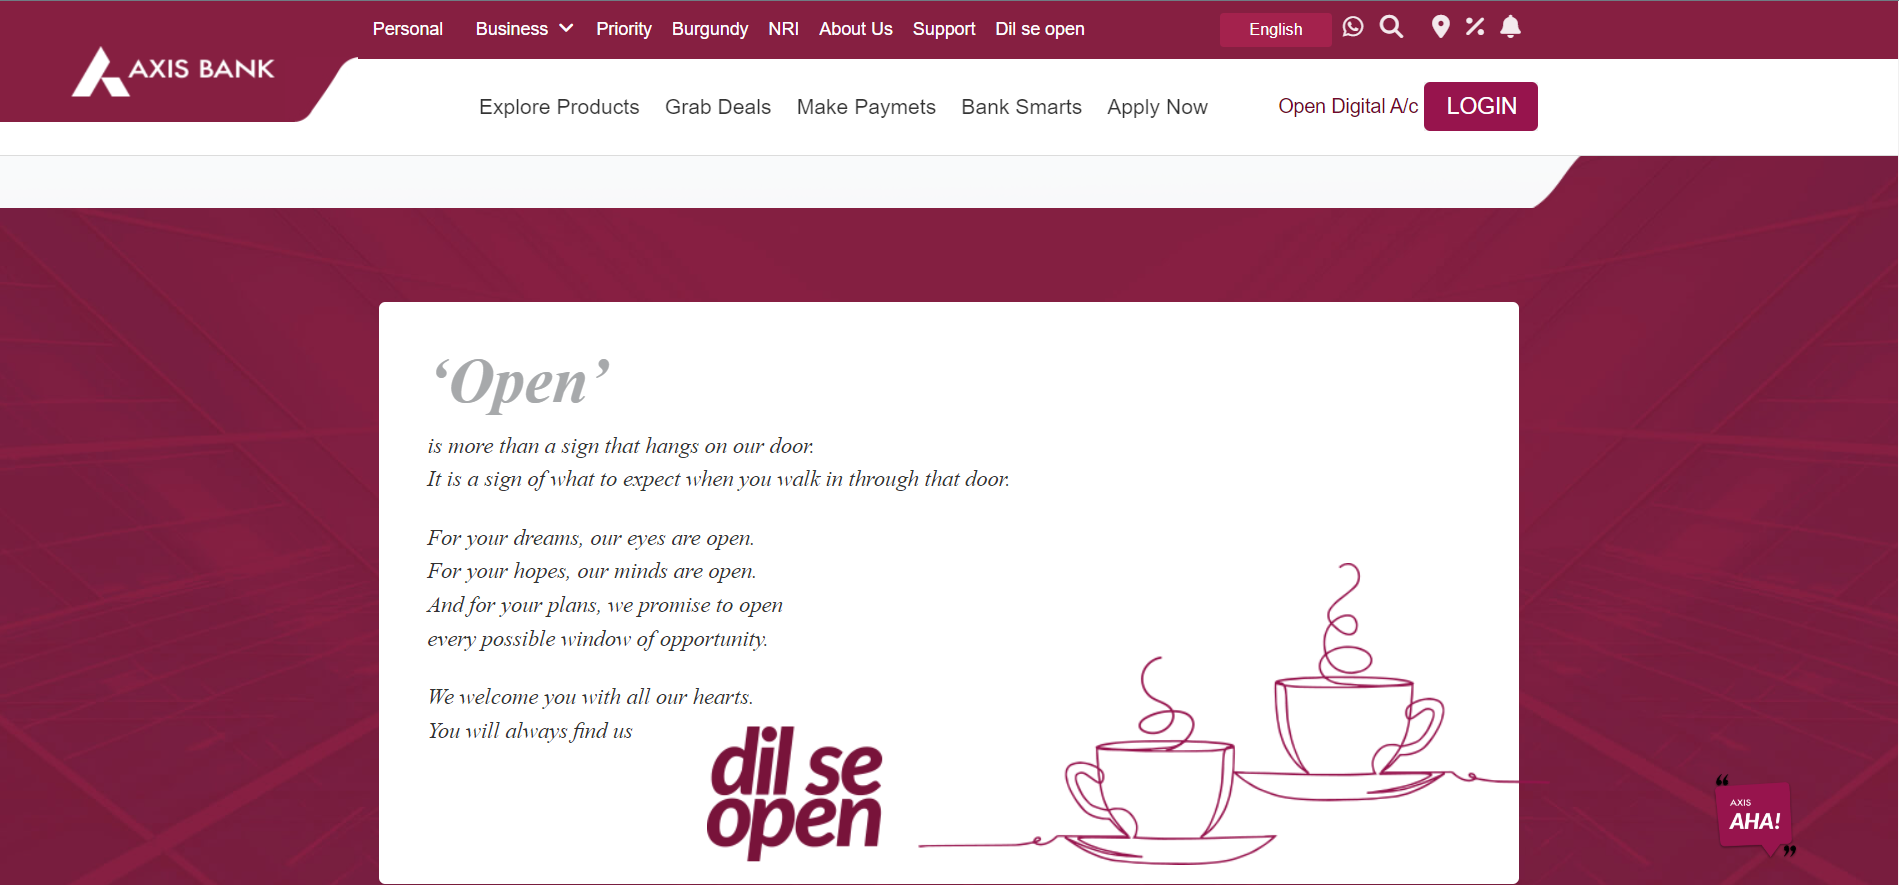 Personal Business Priority Burgundy NRI About Us Support Dil se open English
AXIS BANK
Explore Products Grab Deals Make Paymets Bank Smarts Apply Now Open Digital A/c LOGIN
‘Open’
is more than a sign that hangs on our door.
It is a sign of what to expect when you walk in through that door.
For your dreams, our eyes are open.
For your hopes, our minds are open.
And for your plans, we promise to open
every possible window of opportunity.
We welcome you with all our hearts.
You will always find us
dil se
open
“
AXIS
AHA!
”